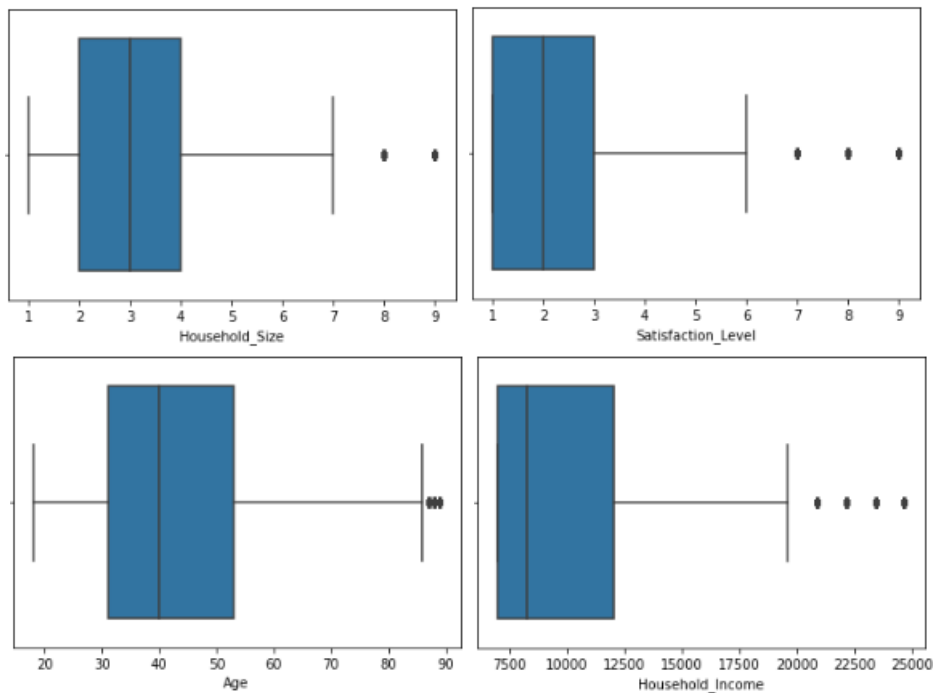 1 2 3 4 5 6 7 8 9
Household_Size
1 2 3 4 5 6 7 8 9
Satisfaction_Level
20 30 40 50 60 70 80 90
Age
7500 10000 12500 15000 17500 20000 22500 25000
Household_Income